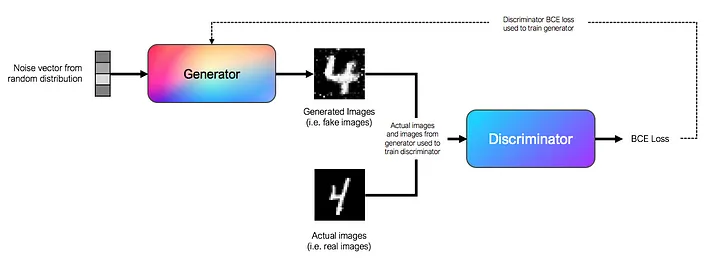 Discriminator BCE loss
used to train generator
Noise vector from
random distribution
Generator
Generated Images
(i.e. fake images)
Actual images
and images from
generator used to
train discriminator
Discriminator
BCE Loss
Actual images
(i.e. real images)